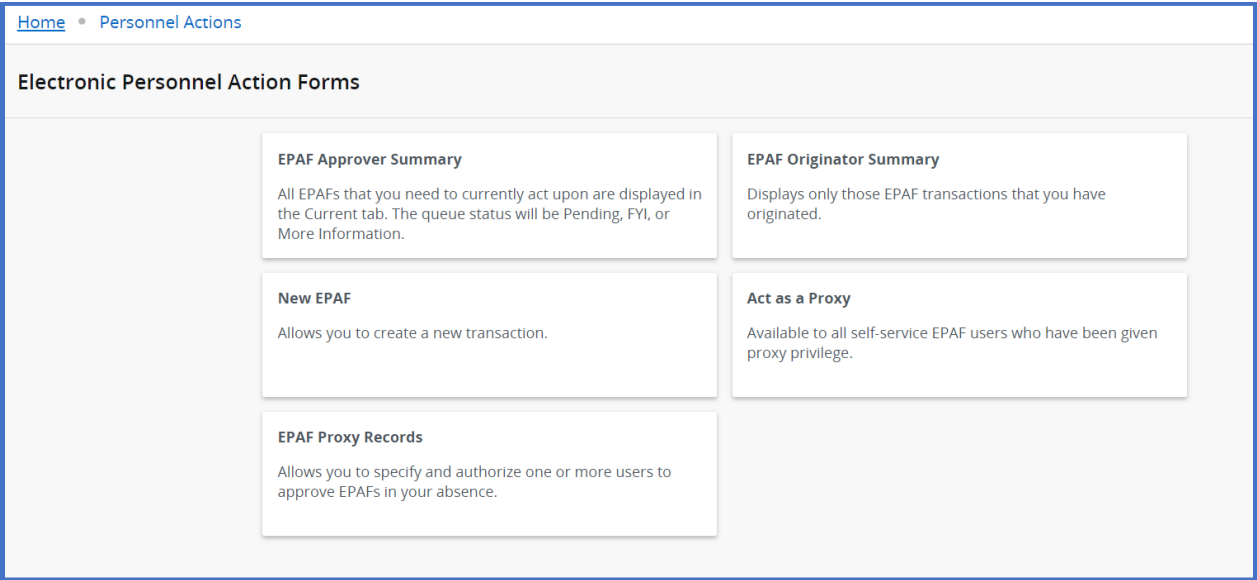 Home • Personnel Actions
Electronic Personnel Action Forms
EPAF Approver Summary
All EPAFs that you need to currently act upon are displayed in
the Current tab. The queue status will be Pending, FYI, or
More Information.
EPAF Originator Summary
Displays only those EPAF transactions that you have
originated.
New EPAF
Allows you to create a new transaction.
Act as a Proxy
Available to all self-service EPAF users who have been given
proxy privilege.
EPAF Proxy Records
Allows you to specify and authorize one or more users to
approve EPAFs in your absence.